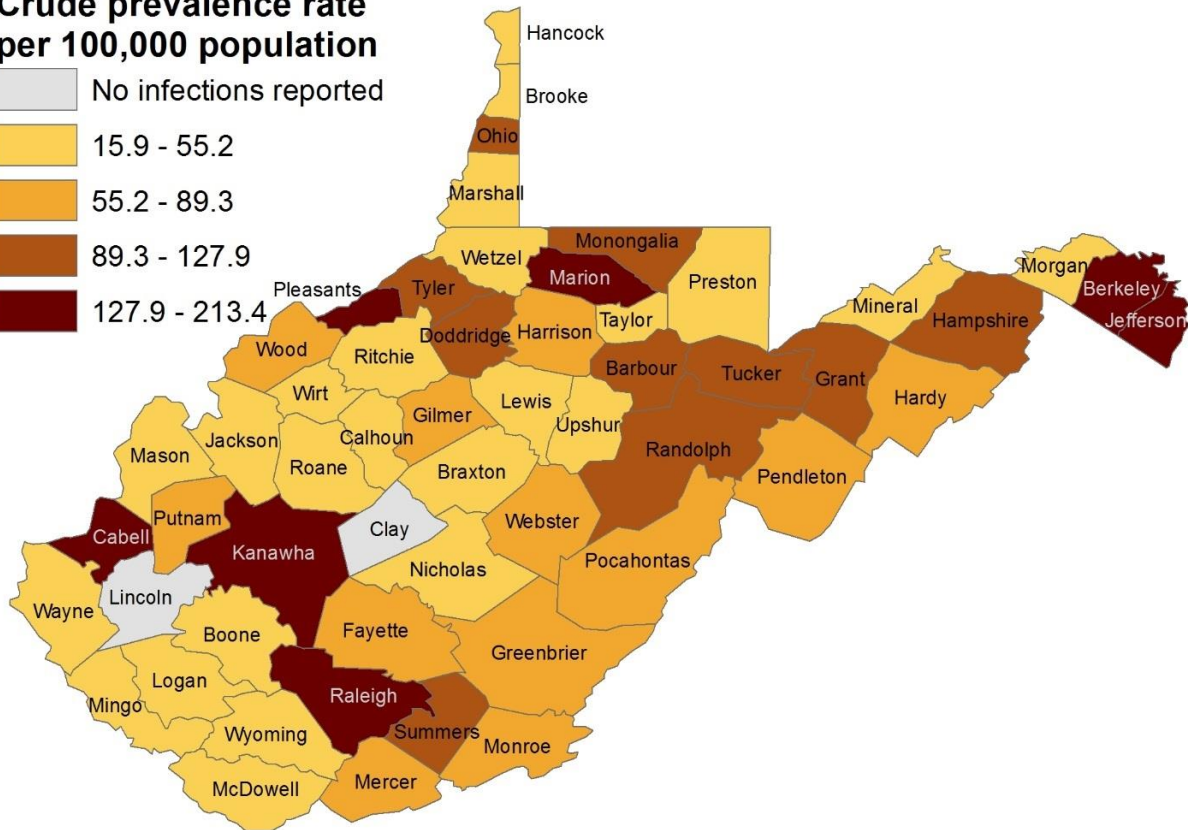 Crude prevalence rate
per 100,000 population
No infections reported
15.9 - 55.2
55.2 - 89.3
89.3 - 127.9
127.9 - 213.4
Hancock
Brooke
Ohio
Marshall
Wetzel
Monongalia
Marion
Preston
Morgan
Berkeley
Jefferson
Pleasants
Tyler
Mineral
Hampshire
Doddridge
Harrison
Taylor
Wood
Ritchie
Barbour
Tucker
Grant
Hardy
Wirt
Lewis
Gilmer
Upshur
Jackson
Calhoun
Mason
Roane
Braxton
Randolph
Pendleton
Putnam
Cabell
Kanawha
Clay
Webster
Nicholas
Pocahontas
Wayne
Lincoln
Boone
Fayette
Greenbrier
Logan
Raleigh
Mingo
Wyoming
Summers
Monroe
McDowell
Mercer